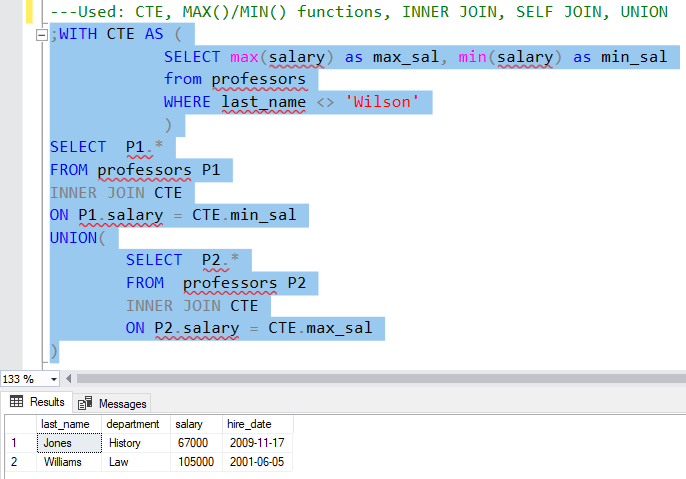 ---Used: CTE, MAX()/MIN() functions, INNER JOIN, SELF JOIN, UNION
;WITH CTE AS (
SELECT max(salary) as max_sal, min(salary) as min_sal
from professors
WHERE last_name <> 'Wilson'
)
SELECT  P1.*
FROM professors P1
INNER JOIN CTE
ON P1.salary = CTE.min_sal
UNION(
SELECT  P2.*
FROM  professors P2
INNER JOIN CTE
ON P2.salary = CTE.max_sal
)
133 %
Results Messages
last_name department salary hire_date
1 Jones History 67000 2009-11-17
2 Williams Law 105000 2001-06-05